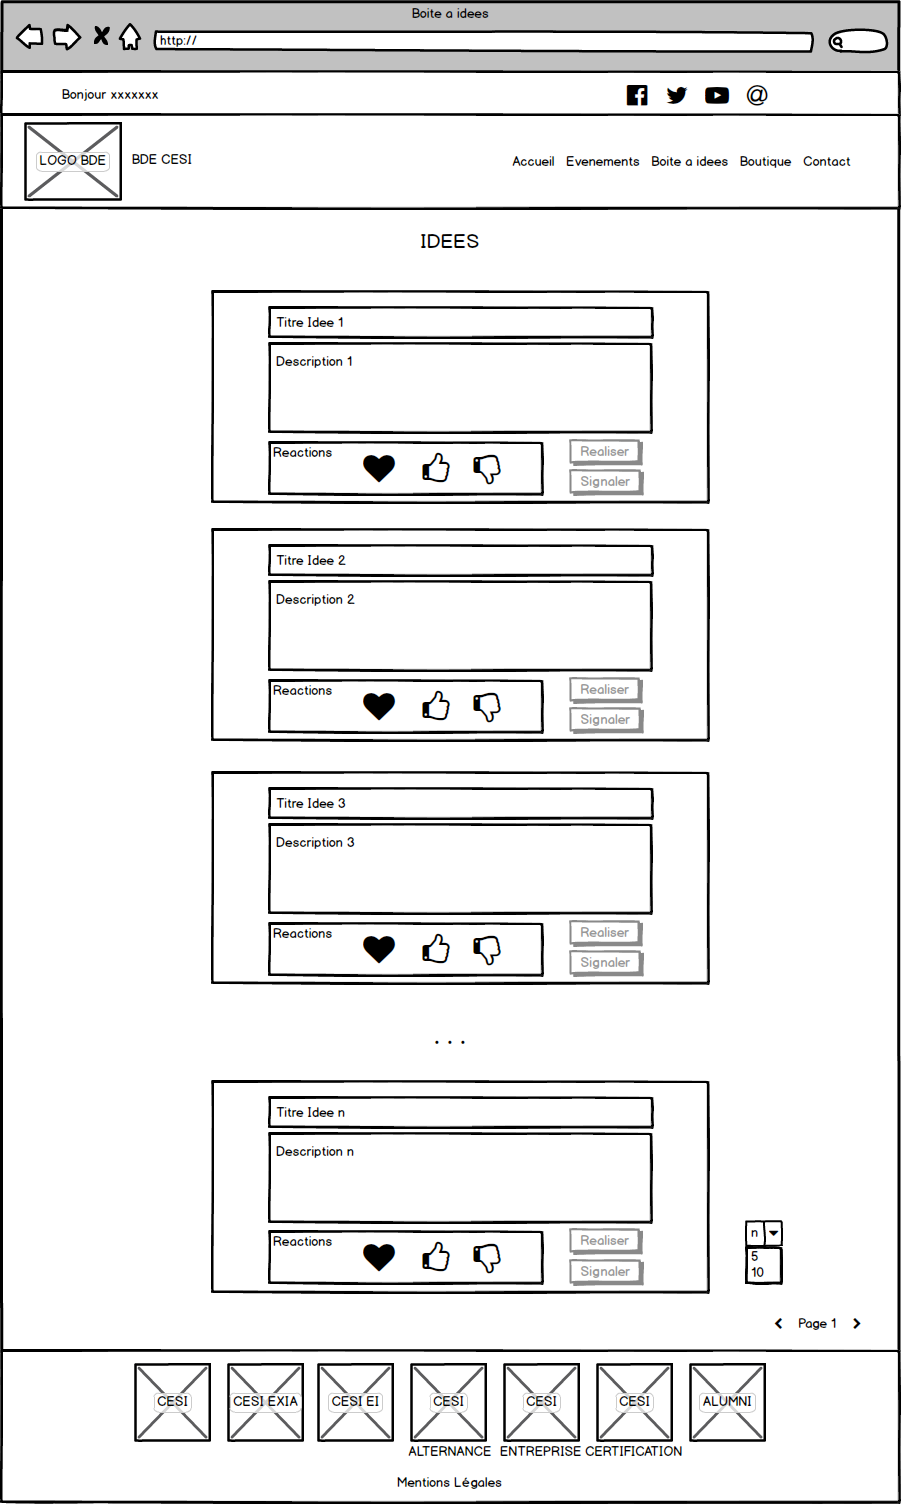 Boite a idees
http://
Bonjour xxxxxxx
LOGO BDE
BDE CESI
Accueil Evenements Boite a idees Boutique Contact
IDEES
Titre Idee 1
Description 1
Reactions
Realiser
Signaler
Titre Idee 2
Description 2
Reactions
Realiser
Signaler
Titre Idee 3
Description 3
Reactions
Realiser
Signaler
. . .
Titre Idee n
Description n
Reactions
Realiser
Signaler
n
5
10
Page 1
CESI CESI EXIA CESI EI CESI CESI CESI ALUMNI
ALTERNANCE ENTREPRISE CERTIFICATION
Mentions Légales